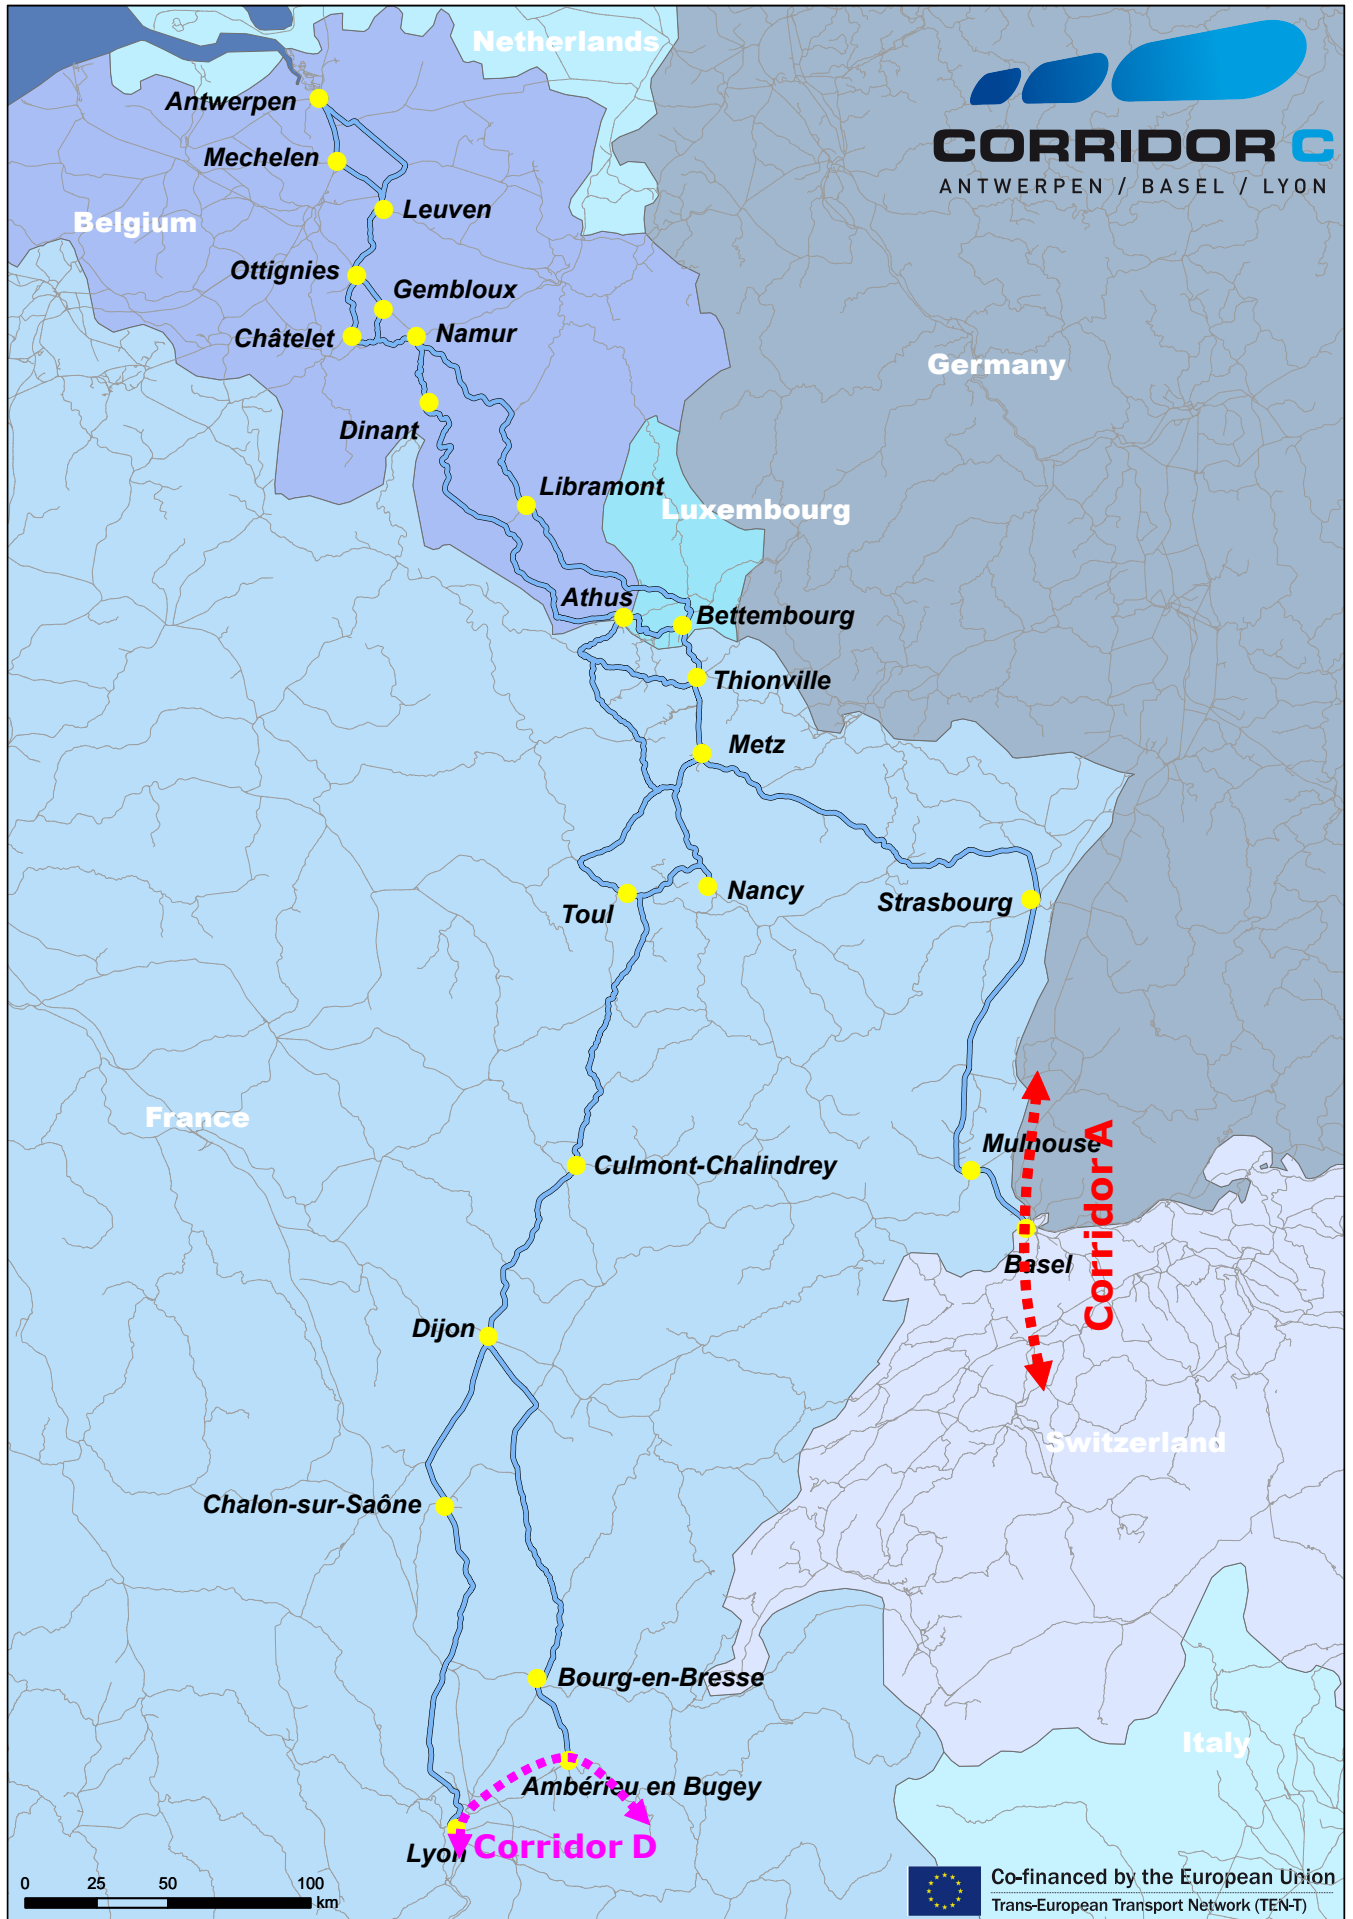 Netherlands
CORRIDOR C
ANTWERPEN / BASEL / LYON
Antwerpen
Mechelen
Belgium
Leuven
Ottignies
Gembloux
Châtelet
Namur
Germany
Dinant
Libramont
Luxembourg
Athus
Bettembourg
Thionville
Metz
Nancy
Toul
Strasbourg
France
Mulhouse
Corridor A
Culmont-Chalindrey
Basel
Dijon
Switzerland
Chalon-sur-Saône
Bourg-en-Bresse
Italy
Ambérieu en Bugey
Corridor D
Lyon
0 25 50 100
km
Co-financed by the European Union
Trans-European Transport Network (TEN-T)